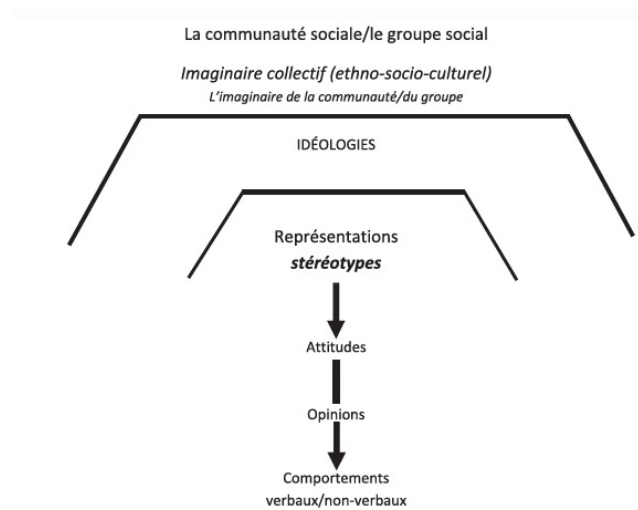 La communauté sociale/le groupe social
Imaginaire collectif (ethno-socio-culturel)
L'imaginaire de la communauté/du groupe
IDÉOLOGIES
Représentations
stéréotypes
Attitudes
Opinions
Comportements
verbaux/non-verbaux